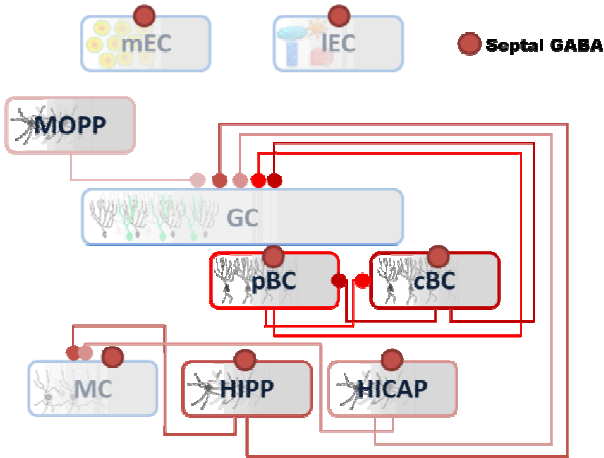 mEC
lEC
Septal GABA
MOPP
GC
pBC
cBC
MC
HIPP
HICAP